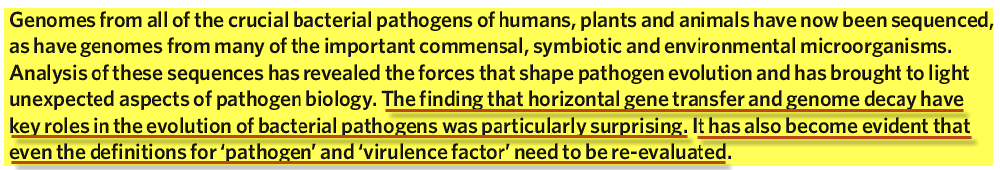 Genomes from all of the crucial bacterial pathogens of humans, plants and animals have now been sequenced,
as have genomes from many of the important commensal, symbiotic and environmental microorganisms.
Analysis of these sequences has revealed the forces that shape pathogen evolution and has brought to light
unexpected aspects of pathogen biology. The finding that horizontal gene transfer and genome decay have
key roles in the evolution of bacterial pathogens was particularly surprising. It has also become evident that
even the definitions for ‘pathogen’ and ‘virulence factor’ need to be re-evaluated.